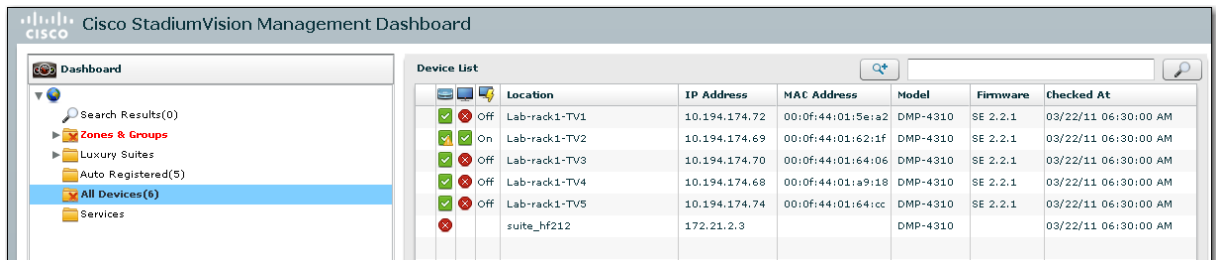 CISCO Cisco StadiumVision Management Dashboard
Dashboard
Search Results(0)
Zones & Groups
Luxury Suites
Auto Registered(5)
All Devices(6)
Services
Device List
Location IP Address MAC Address Model Firmware Checked At
Off Lab-rack1-TV1 10.194.174.72 00:0f:44:01:5e:a2 DMP-4310 SE 2.2.1 03/22/11 06:30:00 AM
On Lab-rack1-TV2 10.194.174.69 00:0f:44:01:62:1f DMP-4310 SE 2.2.1 03/22/11 06:30:00 AM
Off Lab-rack1-TV3 10.194.174.70 00:0f:44:01:64:06 DMP-4310 SE 2.2.1 03/22/11 06:30:00 AM
Off Lab-rack1-TV4 10.194.174.68 00:0f:44:01:a9:18 DMP-4310 SE 2.2.1 03/22/11 06:30:00 AM
Off Lab-rack1-TV5 10.194.174.74 00:0f:44:01:64:cc DMP-4310 SE 2.2.1 03/22/11 06:30:00 AM
suite_hf212 172.21.2.3 DMP-4310 03/22/11 06:30:00 AM